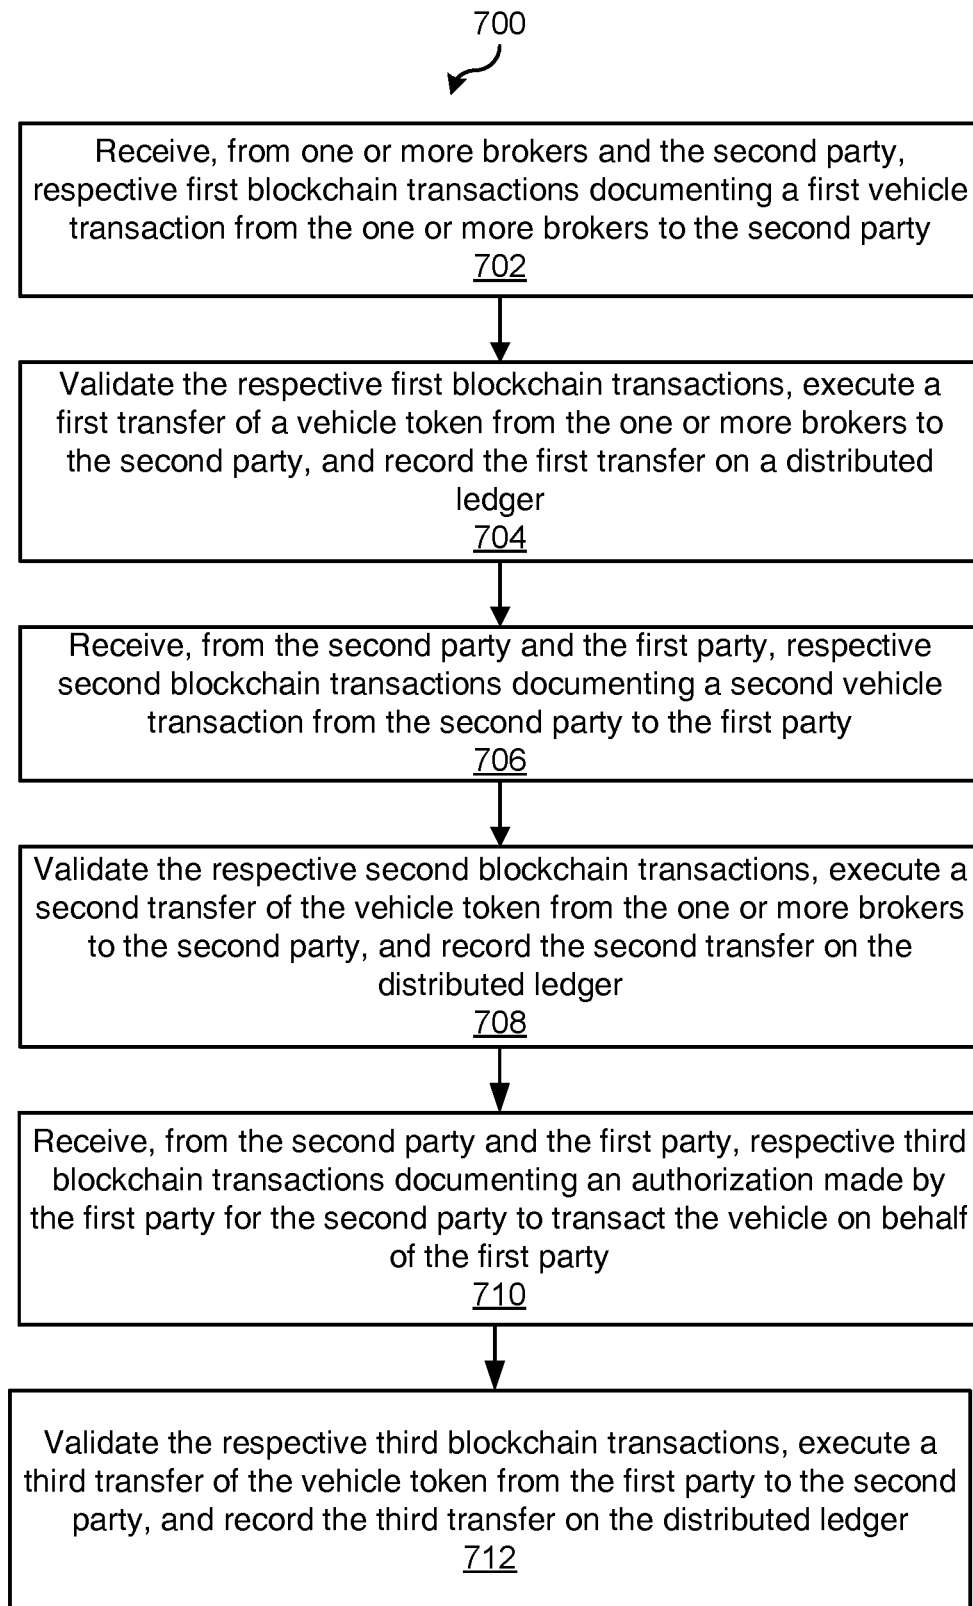 700
Receive, from one or more brokers and the second party,
respective first blockchain transactions documenting a first vehicle
transaction from the one or more brokers to the second party
702
Validate the respective first blockchain transactions, execute a
first transfer of a vehicle token from the one or more brokers to
the second party, and record the first transfer on a distributed
ledger
704
Receive, from the second party and the first party, respective
second blockchain transactions documenting a second vehicle
transaction from the second party to the first party
706
Validate the respective second blockchain transactions, execute a
second transfer of the vehicle token from the one or more brokers
to the second party, and record the second transfer on the
distributed ledger
708
Receive, from the second party and the first party, respective third
blockchain transactions documenting an authorization made by
the first party for the second party to transact the vehicle on behalf
of the first party
710
Validate the respective third blockchain transactions, execute a
third transfer of the vehicle token from the first party to the second
party, and record the third transfer on the distributed ledger
712